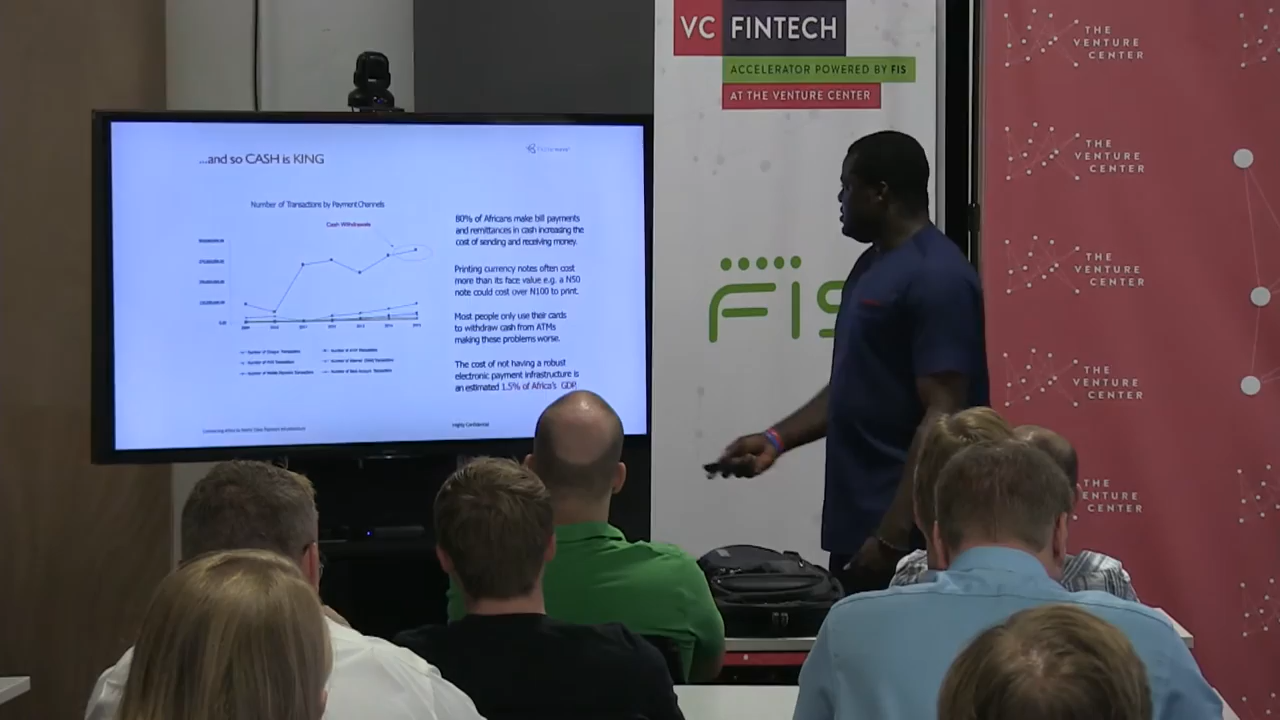 ...and so CASH is KING
Number of Transactions by Payment Channels
Cash Withdrawals
80% of Africans make bill payments
and remittances in cash increasing the
cost of sending and receiving money.
Printing currency notes often cost
more than its face value e.g. a N50
note could cost over N100 to print.
Most people only use their cards
to withdraw cash from ATMs
making these problems worse.
The cost of not having a robust
electronic payment infrastructure is
an estimated 1.5% of Africa's GDP.
Highly Confidential
VC FINTECH
ACCELERATOR POWERED BY FIS
AT THE VENTURE CENTER
FIS
THE
VENTURE
CENTER
THE
VENTURE
CENTER
THE
VENTURE
CENTER
THE
VENTURE
CENTER
THE
VENTURE
CENTER